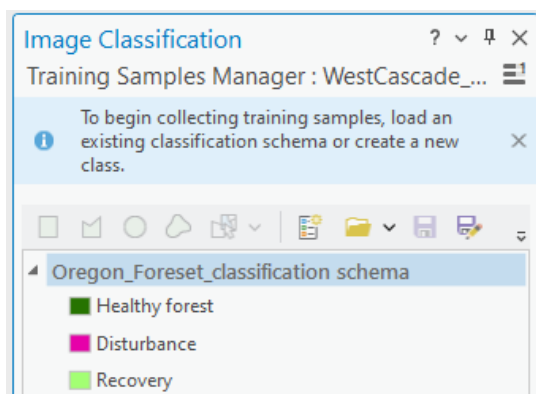 Image Classification
Training Samples Manager : WestCascade_...
To begin collecting training samples, load an
existing classification schema or create a new
class.
Oregon_Foreset_classification schema
Healthy forest
Disturbance
Recovery